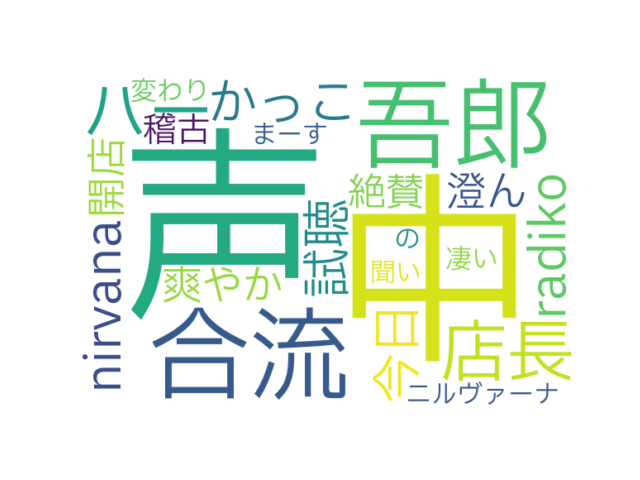 変わり
ハー
かっこ
吾郎
稽古
まーす
開店
声
中
絶賛
澄ん
試聴
の
radiko
nirvana
爽やか
聞い
凄い
合流
今日
店長
ニルヴァーナ